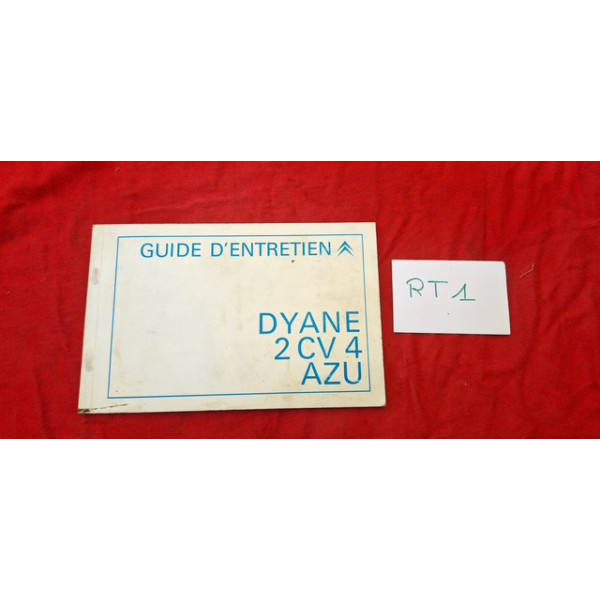 GUIDE D'ENTRETIEN
DYANE
2 CV 4
AZU
RT1